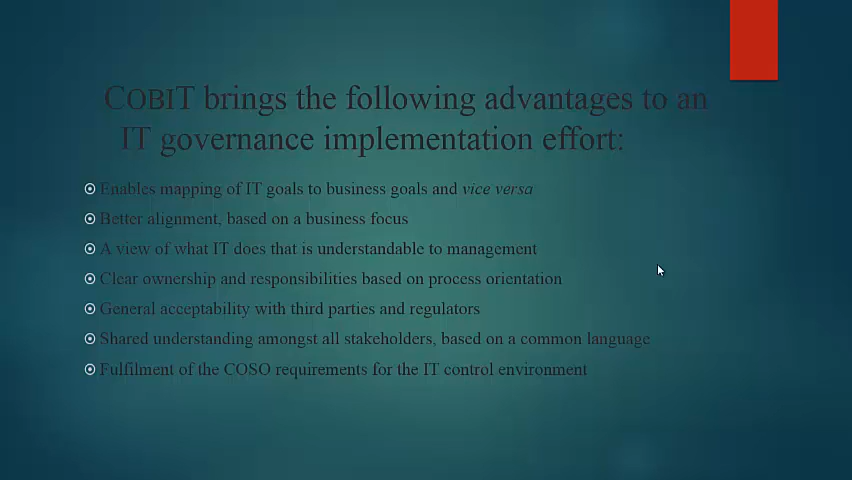 COBIT brings the following advantages to an
IT governance implementation effort:
Enables mapping of IT goals to business goals and vice versa
Better alignment, based on a business focus
A view of what IT does that is understandable to management
Clear ownership and responsibilities based on process orientation
General acceptability with third parties and regulators
Shared understanding amongst all stakeholders, based on a common language
Fulfilment of the COSO requirements for the IT control environment